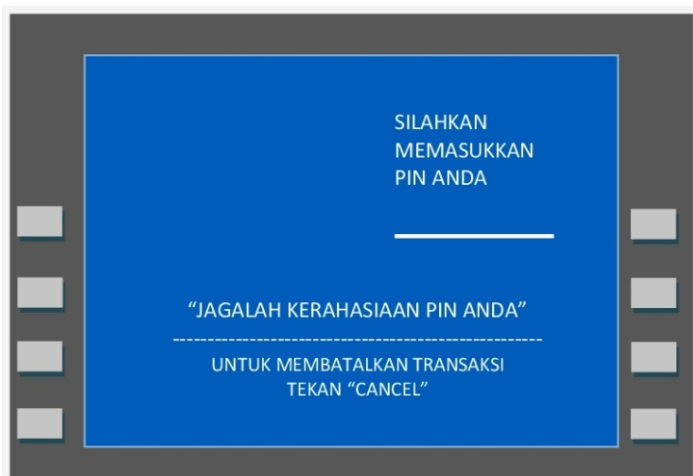 SILAHKAN
MEMASUKKAN
PIN ANDA
“JAGALAH KERAHASIAAN PIN ANDA”
------------------------------------------------------
UNTUK MEMBATALKAN TRANSAKSI
TEKAN “CANCEL”